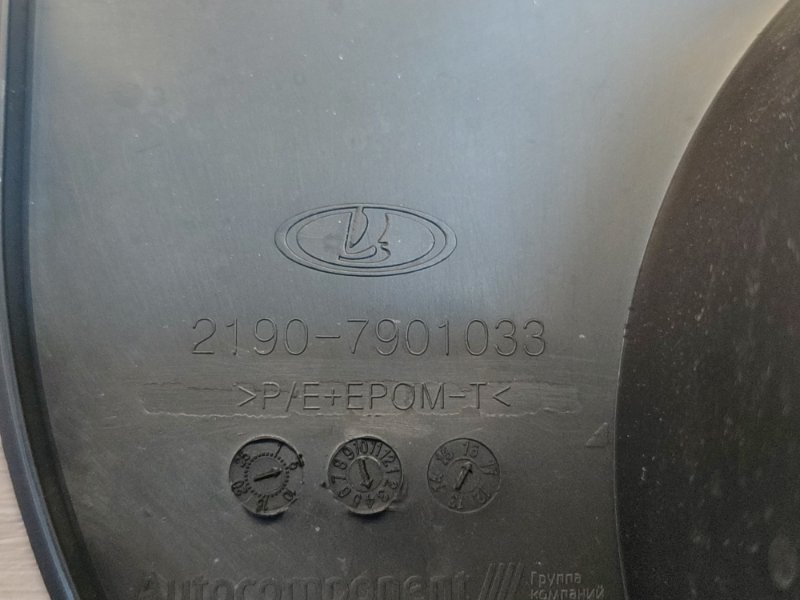 2190-7901033
>P/E+EPOM-T<
Autocomponent
Группа
компаний